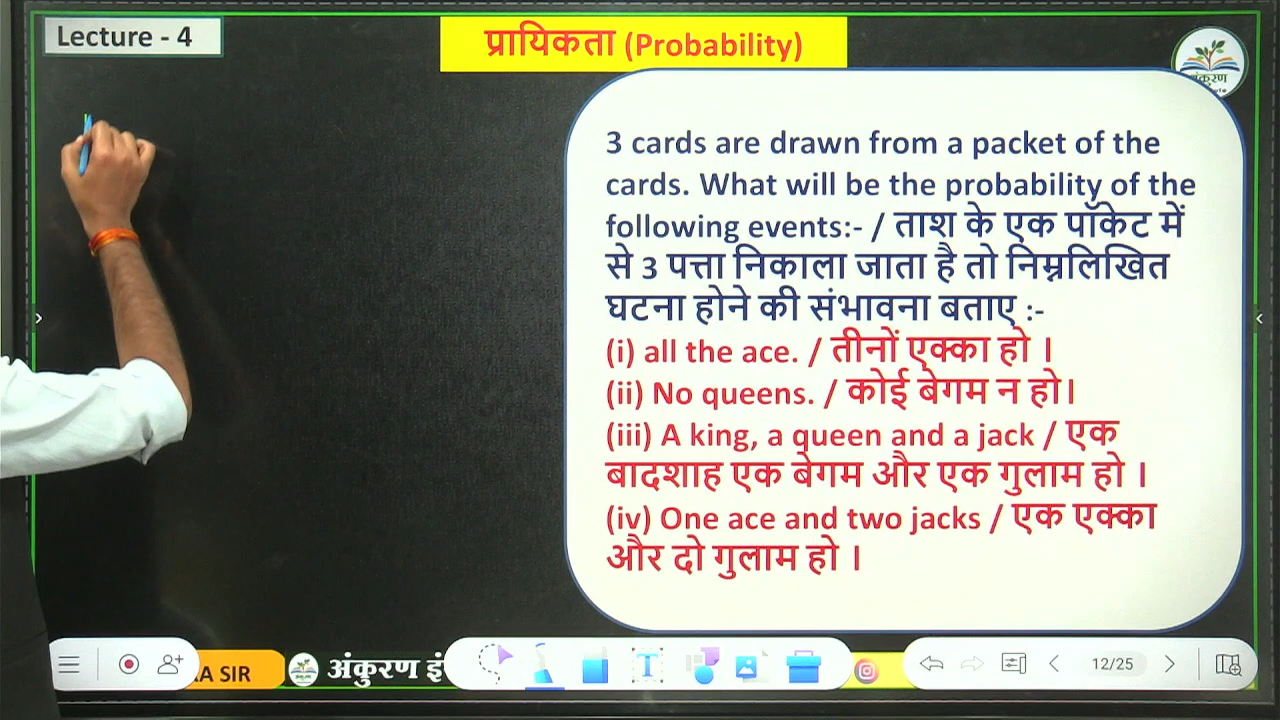 Lecture - 4
प्रायिकता (Probability)
अंकुरण
3 cards are drawn from a packet of the
cards. What will be the probability of the
following events:- / ताश के एक पॉकेट में
से 3 पत्ता निकाला जाता है तो निम्नलिखित
घटना होने की संभावना बताए :-
(i) all the ace. / तीनों एक्का हो ।
(ii) No queens. / कोई बेगम न हो।
(iii) A king, a queen and a jack / एक
बादशाह एक बेगम और एक गुलाम हो ।
(iv) One ace and two jacks / एक एक्का
और दो गुलाम हो ।
SIR
अंकुरण
T
12/25